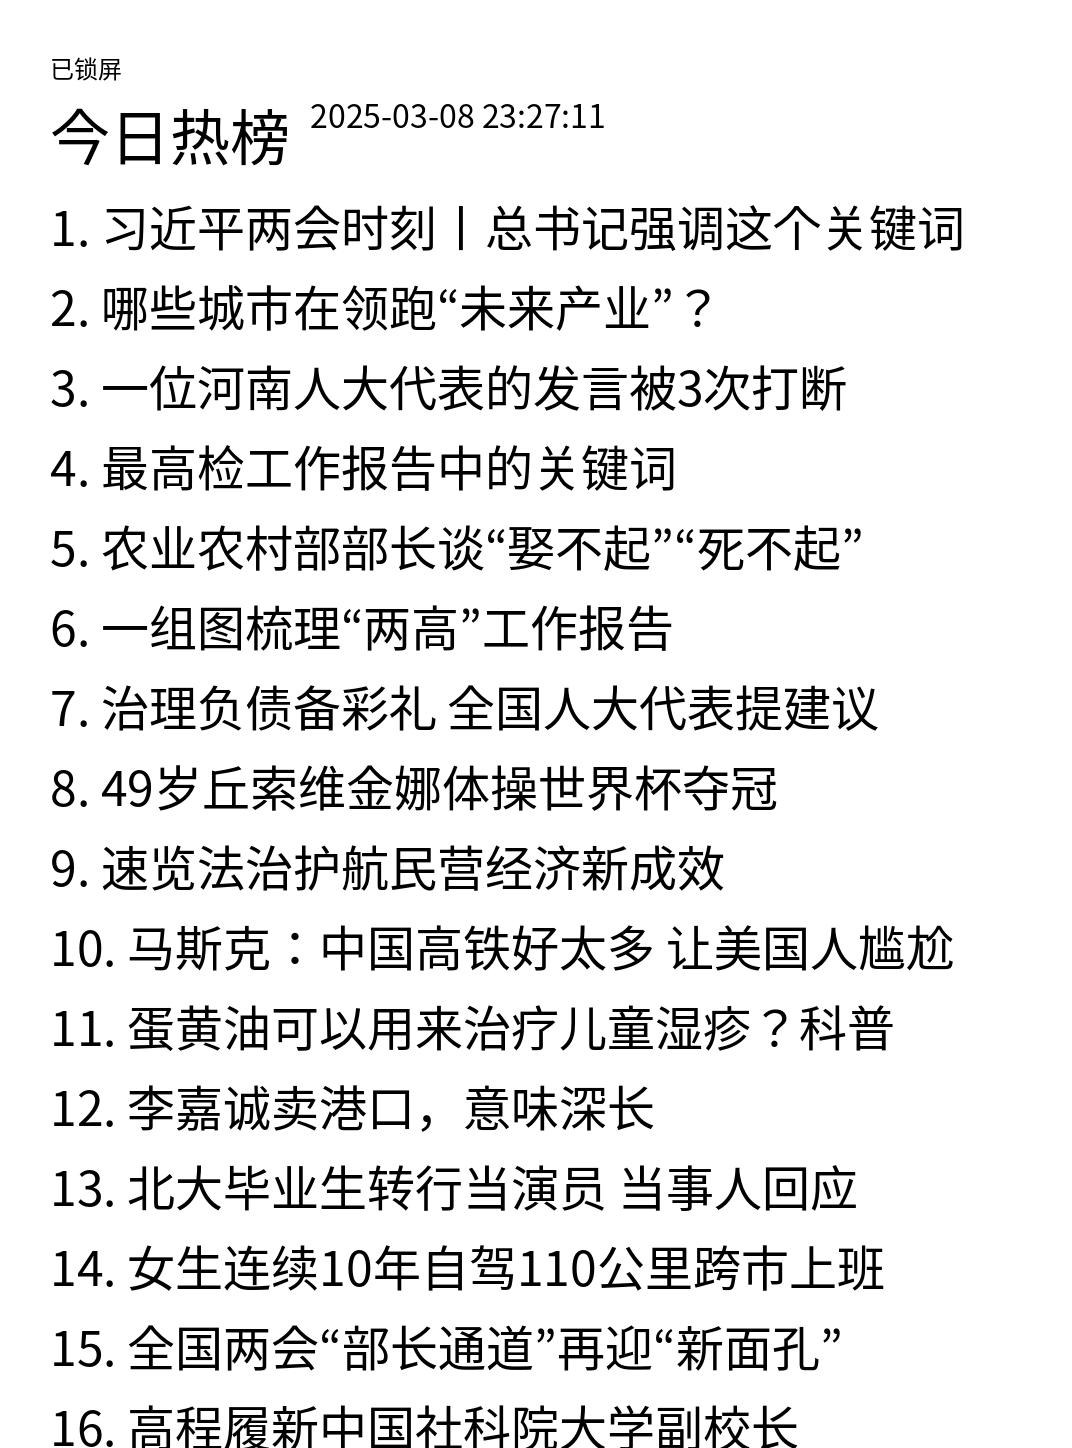 已锁屏
今日热榜 2025-03-08 23:27:11
1. 习近平两会时刻丨总书记强调这个关键词
2. 哪些城市在领跑“未来产业”？
3. 一位河南人大代表的发言被3次打断
4. 最高检工作报告中的关键词
5. 农业农村部部长谈“娶不起”“死不起”
6. 一组图梳理“两高”工作报告
7. 治理负债备彩礼 全国人大代表提建议
8. 49岁丘索维金娜体操世界杯夺冠
9. 速览法治护航民营经济新成效
10. 马斯克：中国高铁好太多 让美国人尴尬
11. 蛋黄油可以用来治疗儿童湿疹？科普
12. 李嘉诚卖港口，意味深长
13. 北大毕业生转行当演员 当事人回应
14. 女生连续10年自驾110公里跨市上班
15. 全国两会“部长通道”再迎“新面孔”
16. 高程履新中国社科院大学副校长